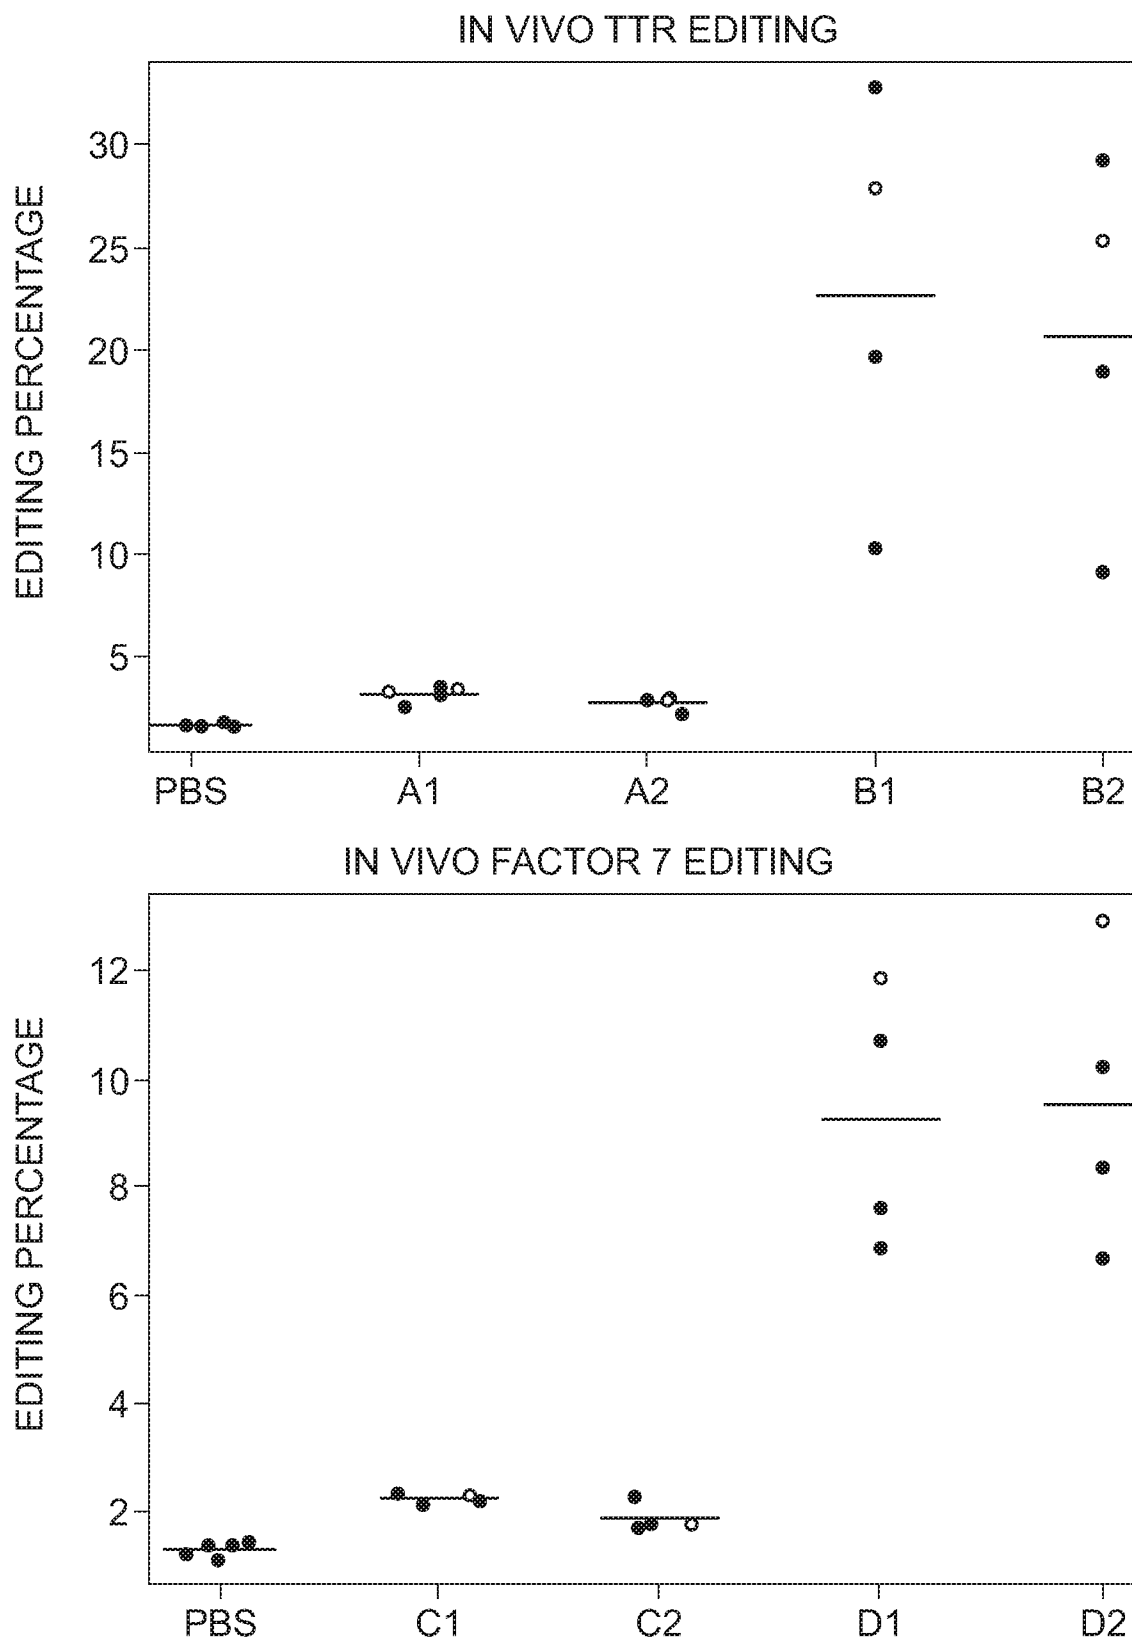 IN VIVO TTR EDITING
EDITING PERCENTAGE
30
25
20
15
10
5
PBS A1 A2 B1 B2
IN VIVO FACTOR 7 EDITING
EDITING PERCENTAGE
12
10
8
6
4
2
PBS C1 C2 D1 D2